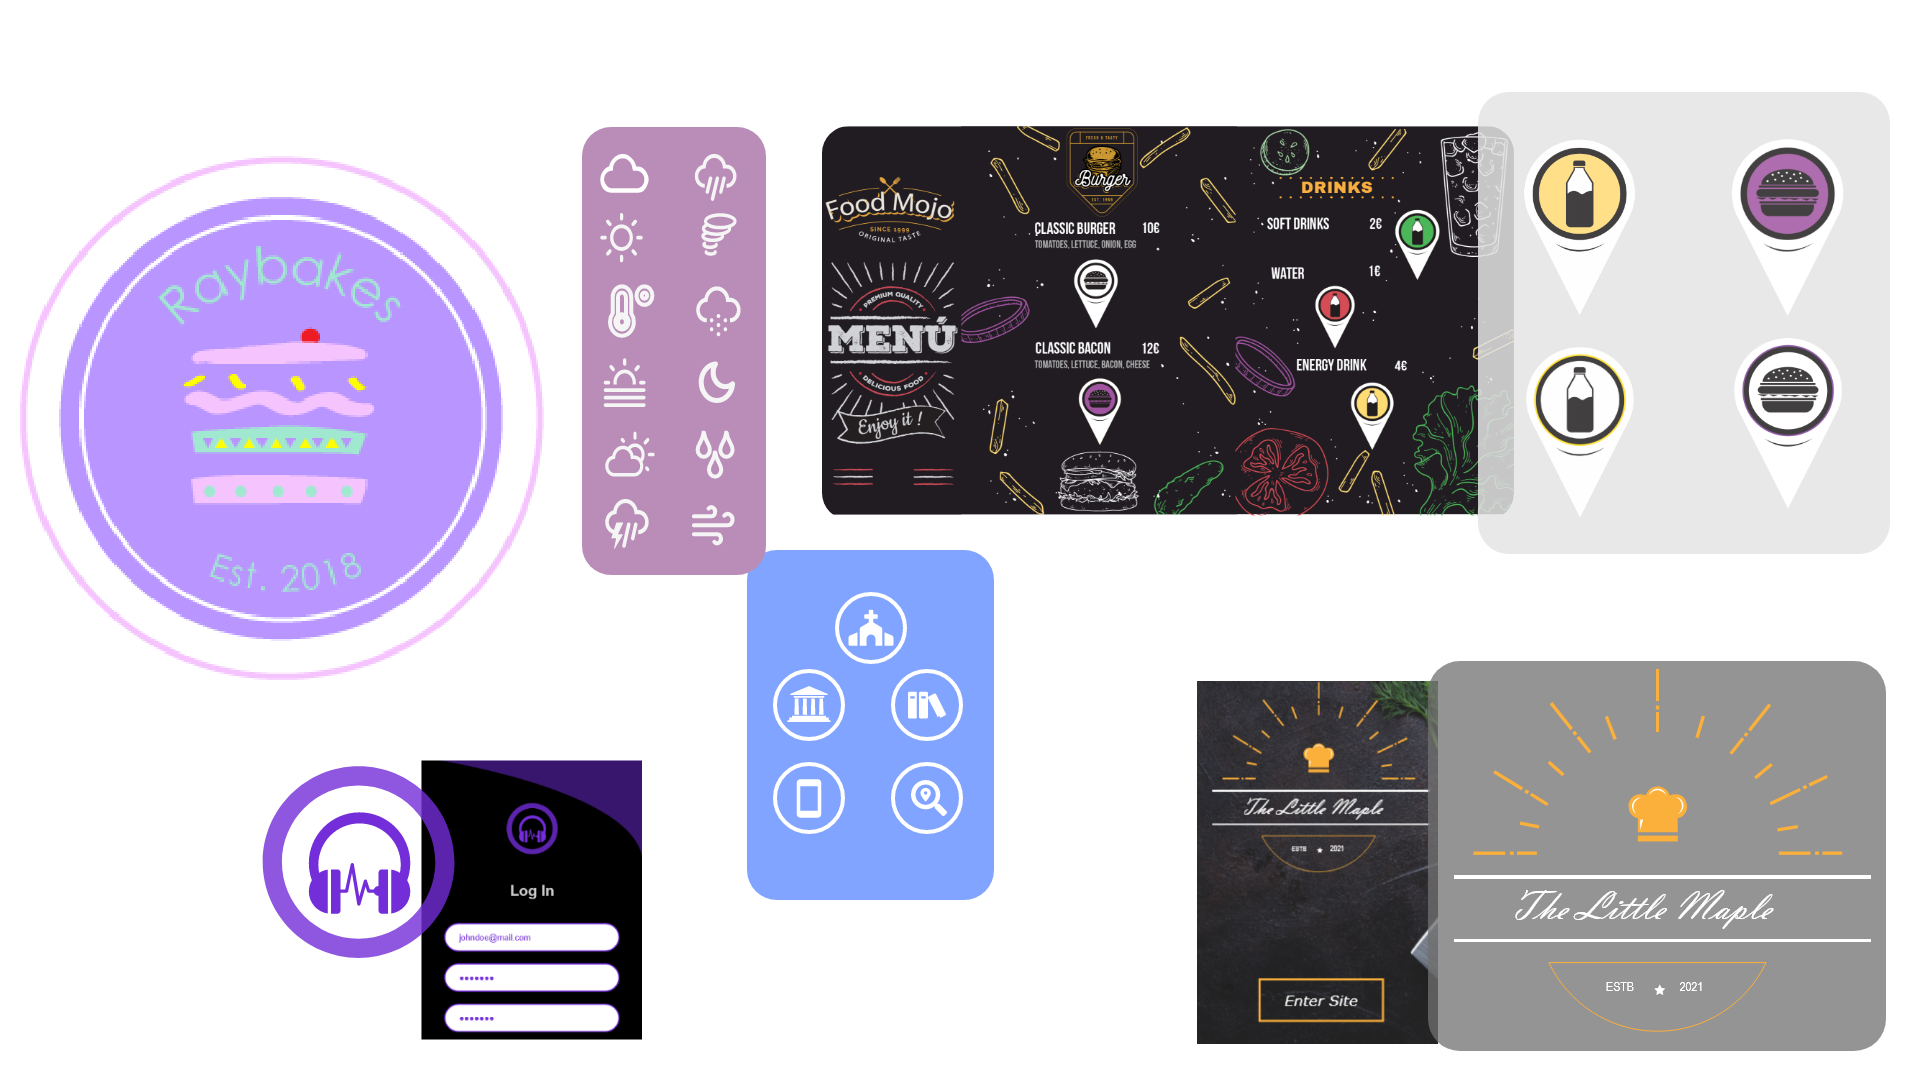 Raybakes
Est. 2018
Food Mojo
SINCE 1999
ORIGINAL TASTE
PREMIUM QUALITY
MENÚ
DELICIOUS FOOD
Enjoy it !
FRESH & TASTY
Burger
EST. 1999
CLASSIC BURGER 10€
TOMATOES, LETTUCE, ONION, EGG
CLASSIC BACON 12€
TOMATOES, LETTUCE, BACON, CHEESE
DRINKS
SOFT DRINKS 2€
WATER 1€
ENERGY DRINK 4€
Log In
johndoe@mail.com
The Little Maple
ESTB 2021
Enter Site
The Little Maple
ESTB 2021